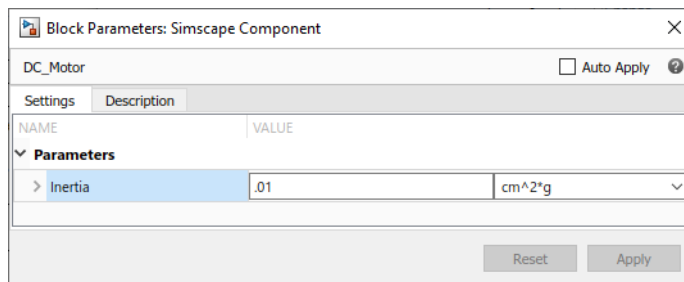 Block Parameters: Simscape Component
DC_Motor Auto Apply
Settings Description
NAME VALUE
Parameters
Inertia .01 cm^2*g
Reset Apply